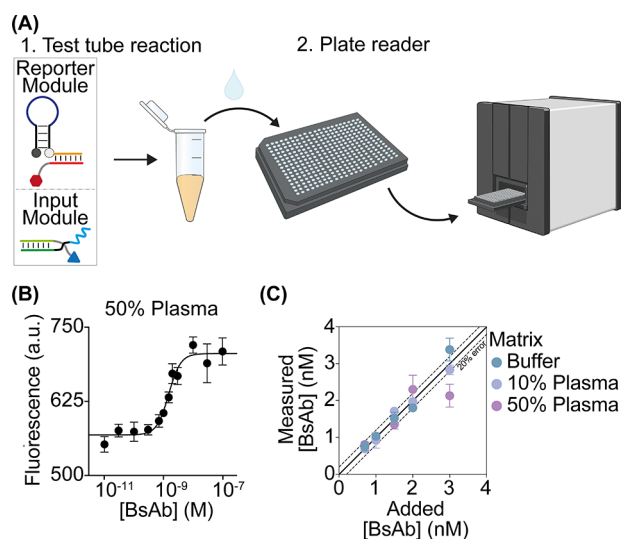 (A)
1. Test tube reaction
2. Plate reader
Reporter
Module
Input
Module
(B)
50% Plasma
Fluorescence (a.u.)
750
625
500
10⁻¹¹ 10⁻⁹ 10⁻⁷
[BsAb] (M)
(C)
Measured
[BsAb] (nM)
4
3
2
1
0
0 1 2 3 4
20% error
Added
[BsAb] (nM)
Matrix
Buffer
10% Plasma
50% Plasma